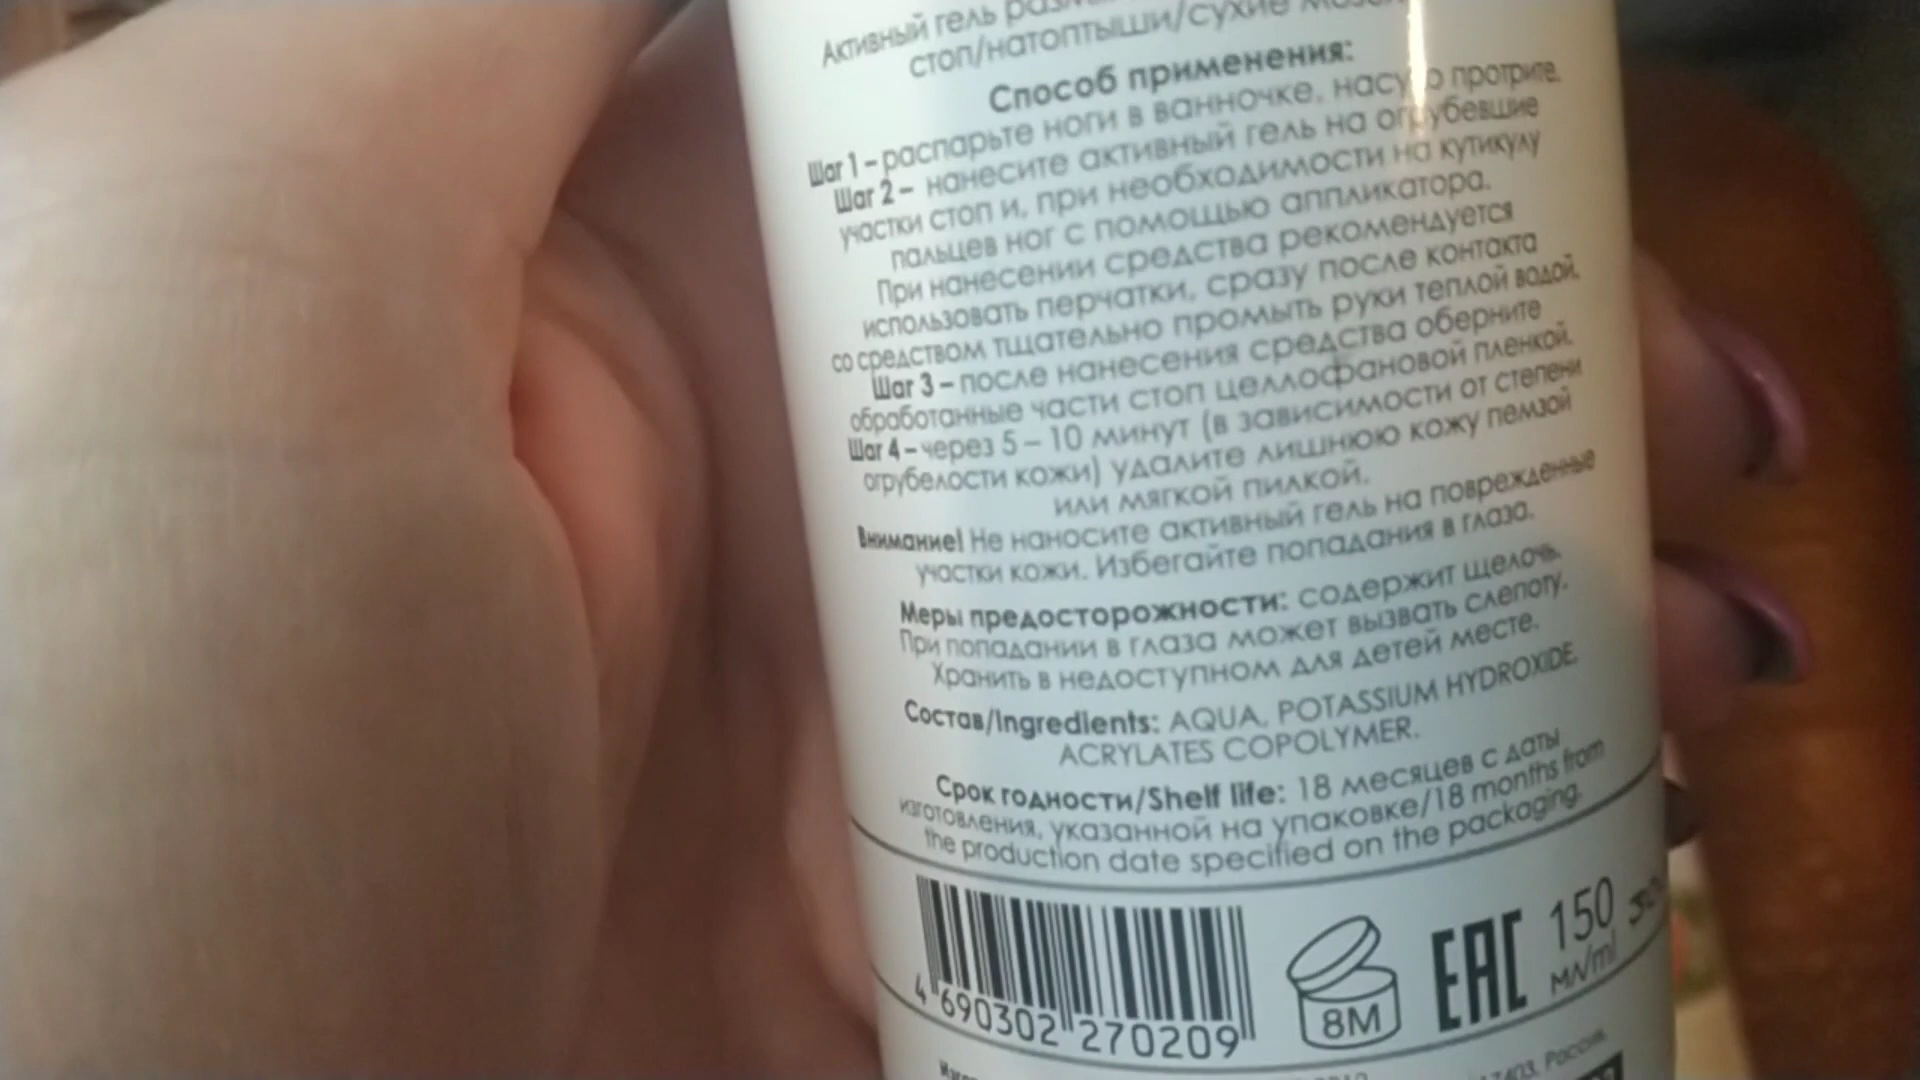 Активный гель
стоп/натоптыши/сухие
Способ применения:
Шаг 1 – распарьте ноги в ванночке, насухо протрите.
Шаг 2 – нанесите активный гель на огрубевшие
участки стоп и, при необходимости на кутикулу
пальцев ног с помощью аппликатора.
При нанесении средства рекомендуется
использовать перчатки, сразу после контакта
со средством тщательно промыть руки теплой водой.
Шаг 3 – после нанесения средства оберните
обработанные части стоп целлофановой пленкой.
Шаг 4 – через 5 – 10 минут (в зависимости от степени
огрубелости кожи) удалите лишнюю кожу пемзой
или мягкой пилкой.
Внимание! Не наносите активный гель на поврежденные
участки кожи. Избегайте попадания в глаза.
Меры предосторожности: содержит щелочь.
При попадании в глаза может вызвать слепоту.
Хранить в недоступном для детей месте.
Состав/Ingredients: AQUA, POTASSIUM HYDROXIDE,
ACRYLATES COPOLYMER.
Срок годности/Shelf life: 18 месяцев с даты
изготовления, указанной на упаковке/18 months from
the production date specified on the packaging.
4 690302 270209
8M
EAC
150
мл/ml
Россия